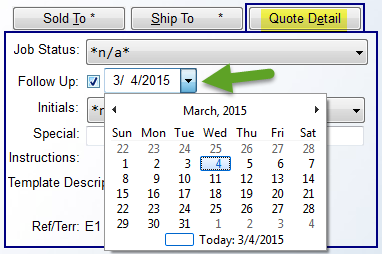 Sold To *
Ship To *
Quote Detail
Job Status: *n/a*
Follow Up: 3/ 4/2015
Initials:
March, 2015
Special:
Sun Mon Tue Wed Thu Fri Sat
22 23 24 25 26 27 28
1 2 3 4 5 6 7
Instructions:
8 9 10 11 12 13 14
Template Descrip
15 16 17 18 19 20 21
22 23 24 25 26 27 28
Ref/Terr: E1
29 30 31 1 2 3 4
Today: 3/4/2015